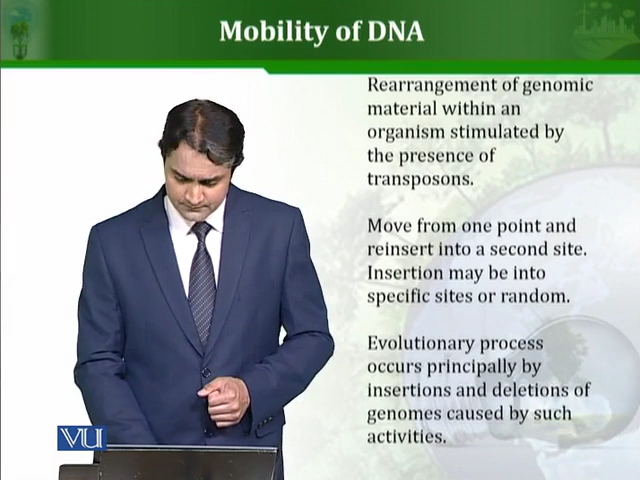 Mobility of DNA
Rearrangement of genomic
material within an
organism stimulated by
the presence of
transposons.
Move from one point and
reinsert into a second site.
Insertion may be into
specific sites or random.
Evolutionary process
occurs principally by
insertions and deletions of
genomes caused by such
activities.
VU